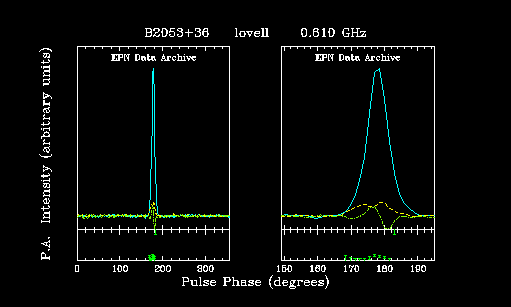 B2053+36 lovell 0.610 GHz
EPN Data Archive EPN Data Archive
P.A. Intensity (arbitrary units)
0 100 200 300 150 160 170 180 190
Pulse Phase (degrees)